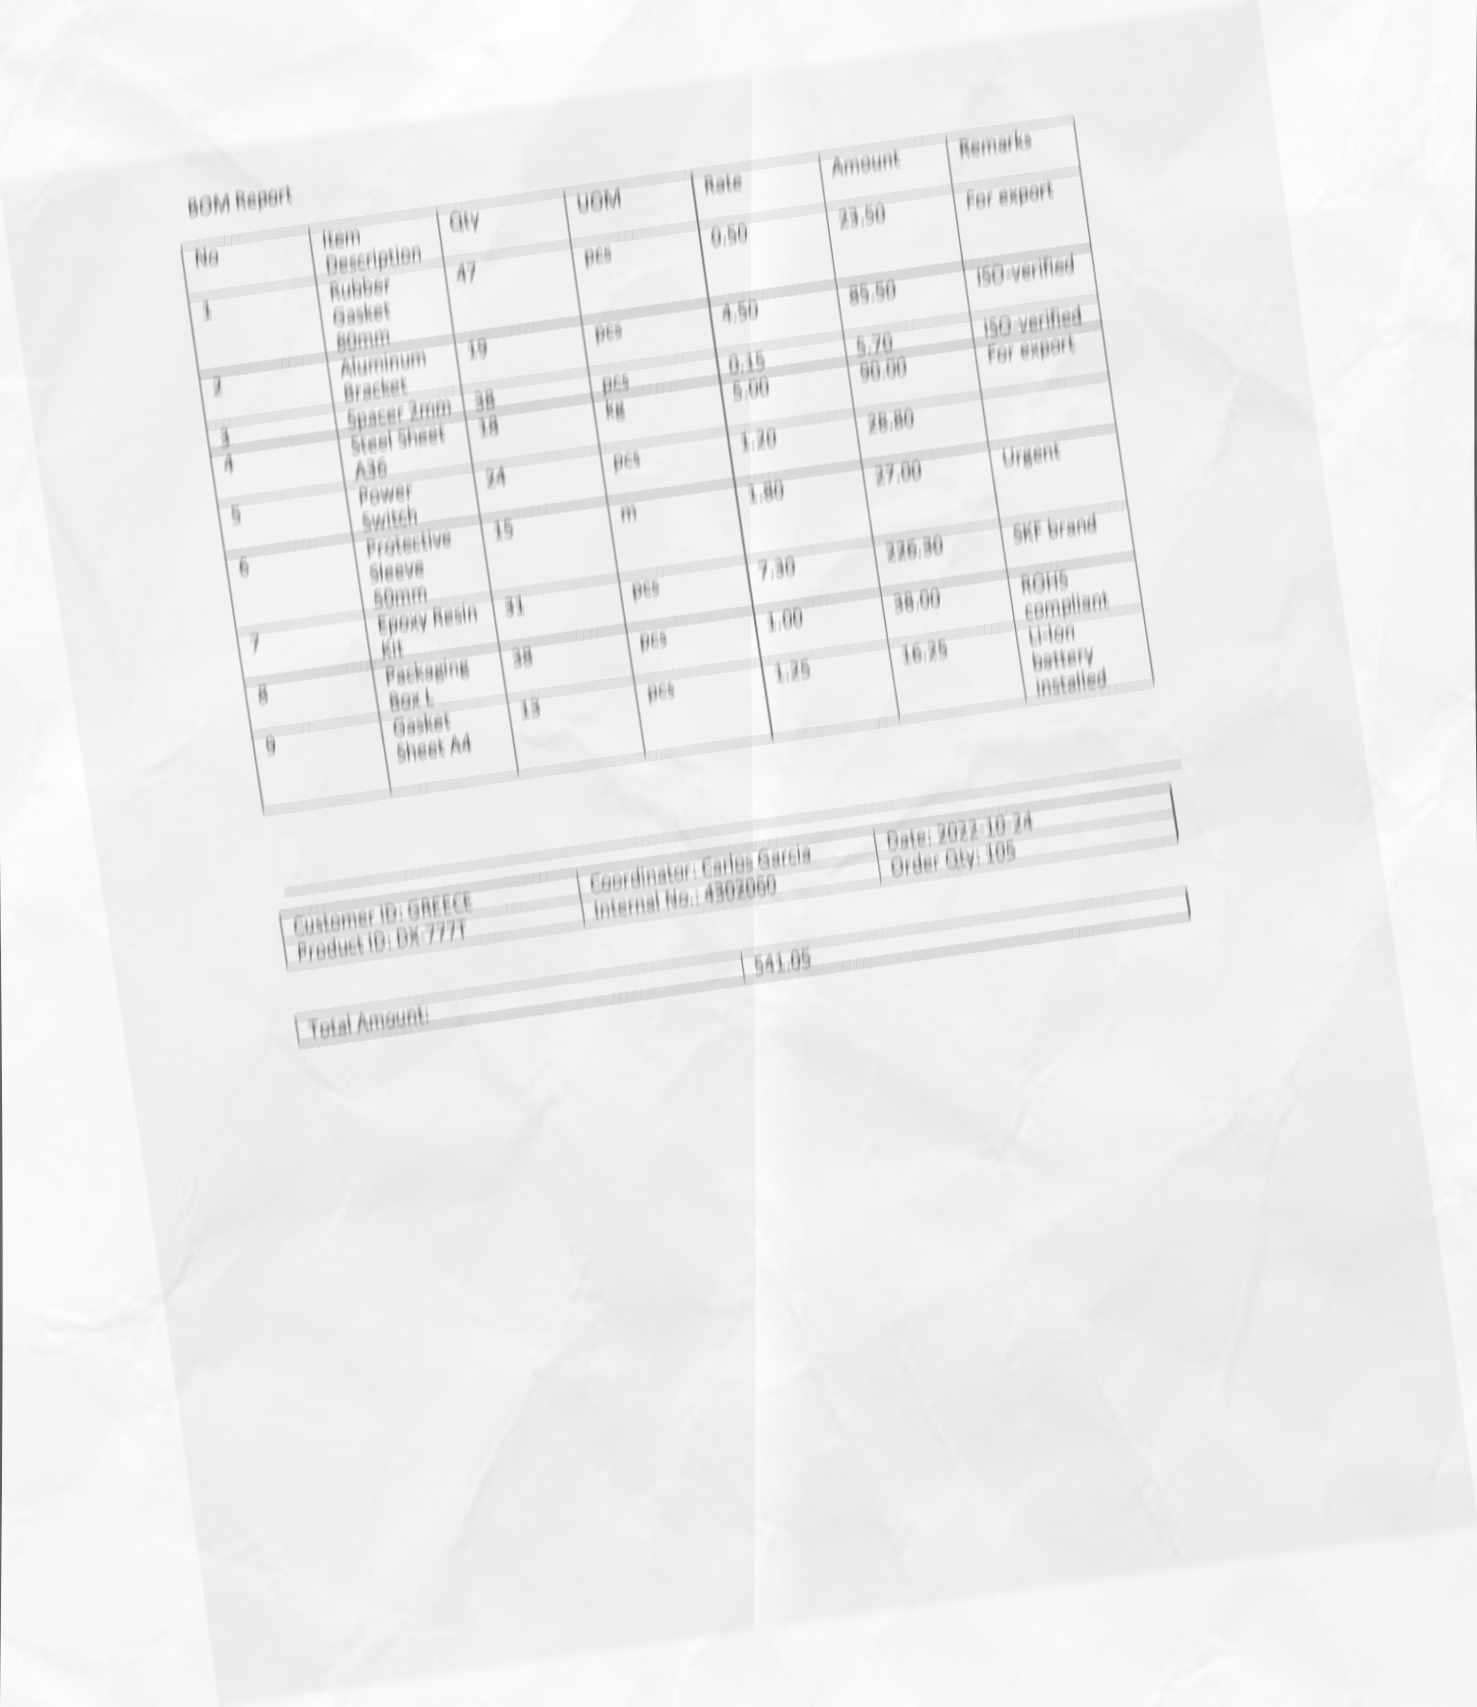 BOM Report
No
Item
Description
Qty
UOM
Rate
Amount
Remarks
1
Rubber
Gasket
47
pcs
0.50
23.50
For export
2
Aluminum
Bracket
19
pcs
4.50
85.50
ISO-verified
3
Spacer 2mm
38
pcs
0.15
5.70
ISO-verified
4
Steel Sheet
A36
18
kg
5.00
90.00
For export
5
Power
Switch
24
pcs
1.20
28.80
6
Protective
Sleeve
50mm
15
m
1.80
27.00
Urgent
7
Epoxy Resin
Kit
31
pcs
7.30
226.30
SKF brand
8
Packaging
Box L
38
pcs
1.00
38.00
ROHS
compliant
9
Gasket
Sheet A4
13
pcs
1.25
16.25
Li-ion
battery
installed
Customer ID: GREECE
Coordinator: Carlos Garcia
Date: 2022-10-24
Product ID: DX-777T
Internal No.: 4302060
Order Qty: 105
Total Amount:
541.05